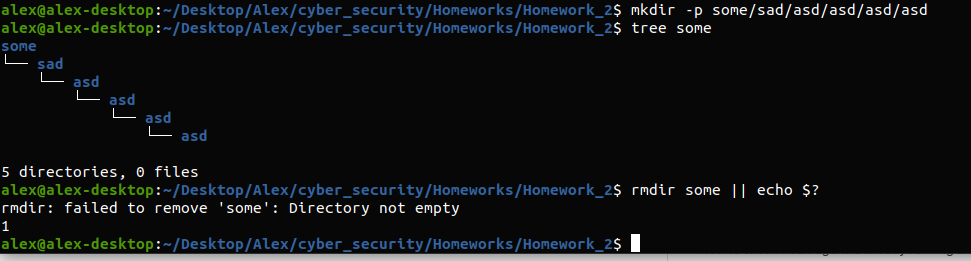 alex@alex-desktop:~/Desktop/Alex/cyber_security/Homeworks/Homework_2$ mkdir -p some/sad/asd/asd/asd/asd
alex@alex-desktop:~/Desktop/Alex/cyber_security/Homeworks/Homework_2$ tree some
some
└── sad
    └── asd
        └── asd
            └── asd
                └── asd

5 directories, 0 files
alex@alex-desktop:~/Desktop/Alex/cyber_security/Homeworks/Homework_2$ rmdir some || echo $?
rmdir: failed to remove 'some': Directory not empty
1
alex@alex-desktop:~/Desktop/Alex/cyber_security/Homeworks/Homework_2$